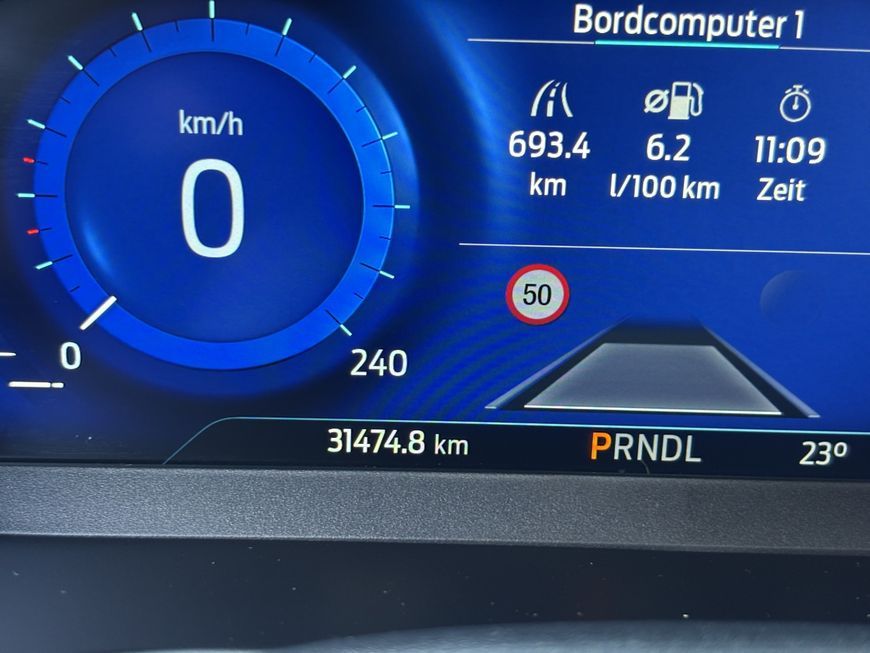 Bordcomputer 1
km/h
0
693.4 6.2 11:09
km l/100 km Zeit
50
0 240
31474.8 km PRNDL 23º